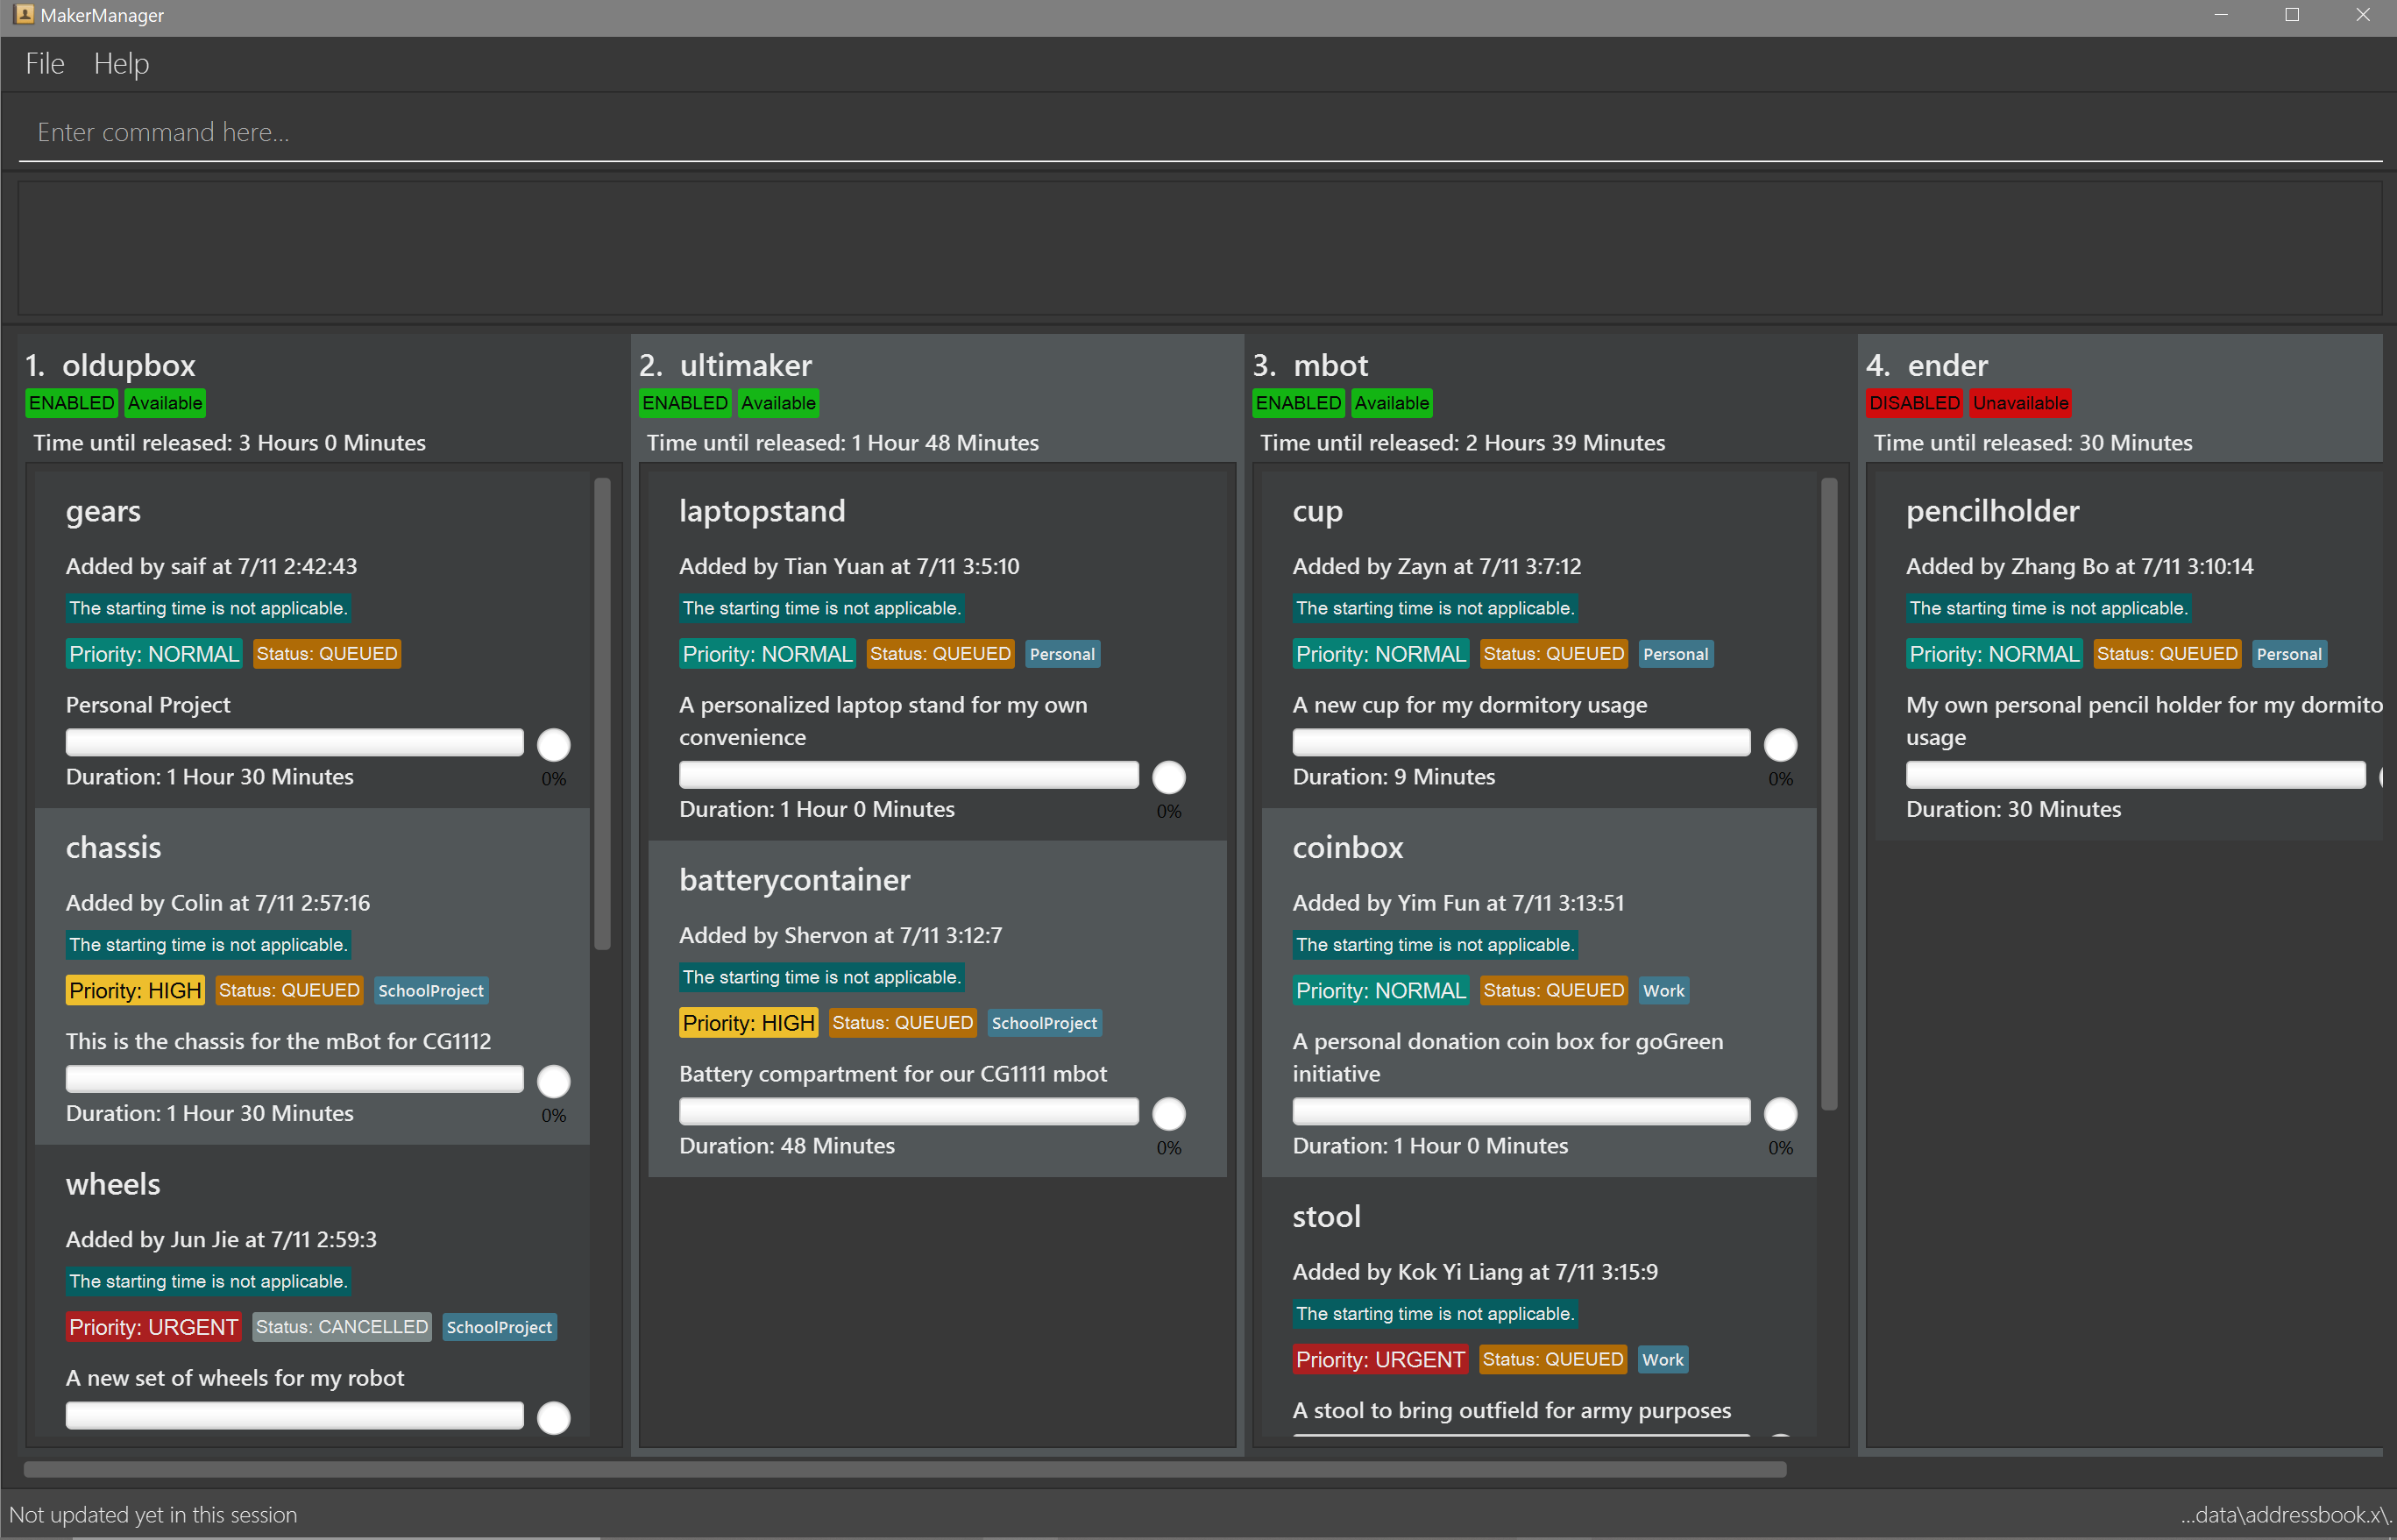 MakerManager
File Help
Enter command here...
1. oldupbox
ENABLED Available
Time until released: 3 Hours 0 Minutes
gears
Added by saif at 7/11 2:42:43
The starting time is not applicable.
Priority: NORMAL Status: QUEUED
Personal Project
Duration: 1 Hour 30 Minutes 0%
chassis
Added by Colin at 7/11 2:57:16
The starting time is not applicable.
Priority: HIGH Status: QUEUED SchoolProject
This is the chassis for the mBot for CG1112
Duration: 1 Hour 30 Minutes 0%
wheels
Added by Jun Jie at 7/11 2:59:3
The starting time is not applicable.
Priority: URGENT Status: CANCELLED SchoolProject
A new set of wheels for my robot
2. ultimaker
ENABLED Available
Time until released: 1 Hour 48 Minutes
laptopstand
Added by Tian Yuan at 7/11 3:5:10
The starting time is not applicable.
Priority: NORMAL Status: QUEUED Personal
A personalized laptop stand for my own
convenience
Duration: 1 Hour 0 Minutes 0%
batterycontainer
Added by Shervon at 7/11 3:12:7
The starting time is not applicable.
Priority: HIGH Status: QUEUED SchoolProject
Battery compartment for our CG1111 mbot
Duration: 48 Minutes 0%
3. mbot
ENABLED Available
Time until released: 2 Hours 39 Minutes
cup
Added by Zayn at 7/11 3:7:12
The starting time is not applicable.
Priority: NORMAL Status: QUEUED Personal
A new cup for my dormitory usage
Duration: 9 Minutes 0%
coinbox
Added by Yim Fun at 7/11 3:13:51
The starting time is not applicable.
Priority: NORMAL Status: QUEUED Work
A personal donation coin box for goGreen
initiative
Duration: 1 Hour 0 Minutes 0%
stool
Added by Kok Yi Liang at 7/11 3:15:9
The starting time is not applicable.
Priority: URGENT Status: QUEUED Work
A stool to bring outfield for army purposes
4. ender
DISABLED Unavailable
Time until released: 30 Minutes
pencilholder
Added by Zhang Bo at 7/11 3:10:14
The starting time is not applicable.
Priority: NORMAL Status: QUEUED Personal
My own personal pencil holder for my dormito
usage
Duration: 30 Minutes
Not updated yet in this session
...data\addressbook.x\.